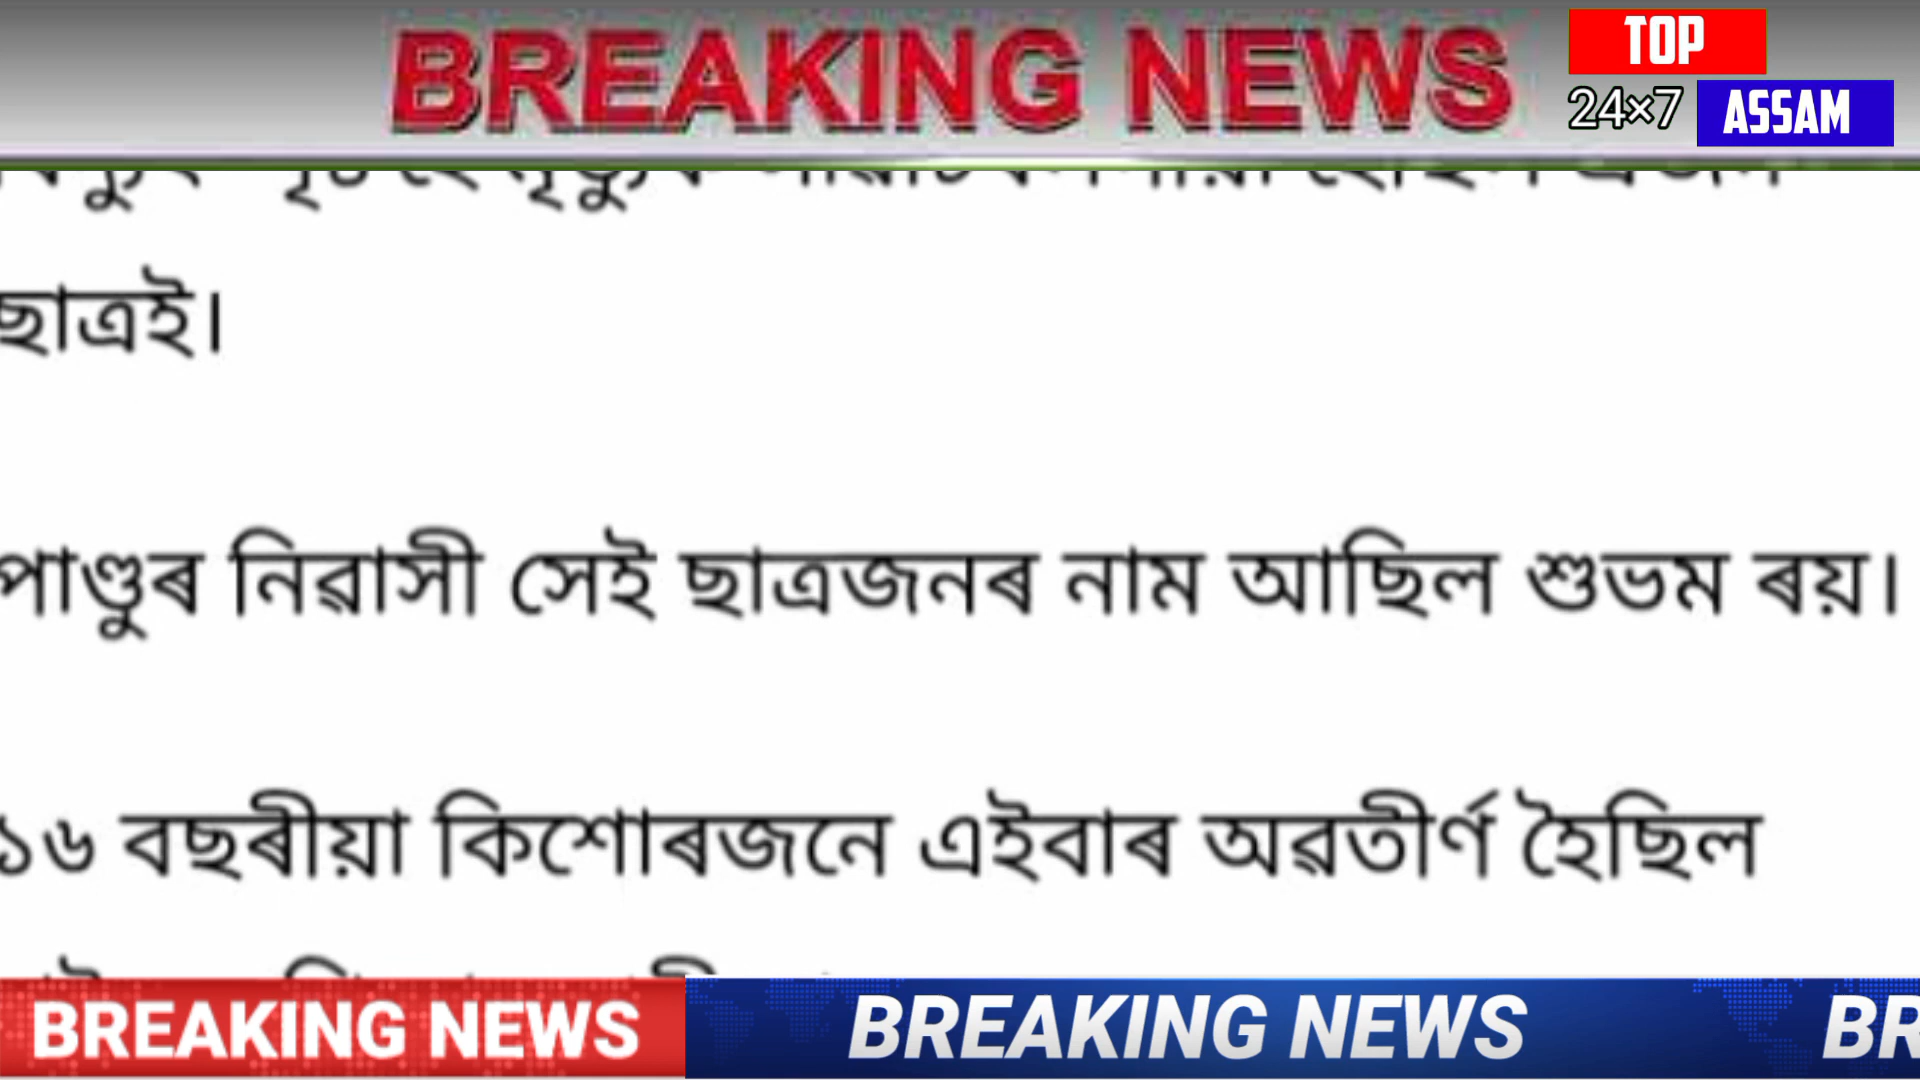 BREAKING NEWS
TOP
24×7 ASSAM
ছাত্ৰই।
পাণ্ডুৰ নিৱাসী সেই ছাত্ৰজনৰ নাম আছিল শুভম ৰয়।
১৬ বছৰীয়া কিশোৰজনে এইবাৰ অৱতীৰ্ণ হৈছিল
BREAKING NEWS BREAKING NEWS BR